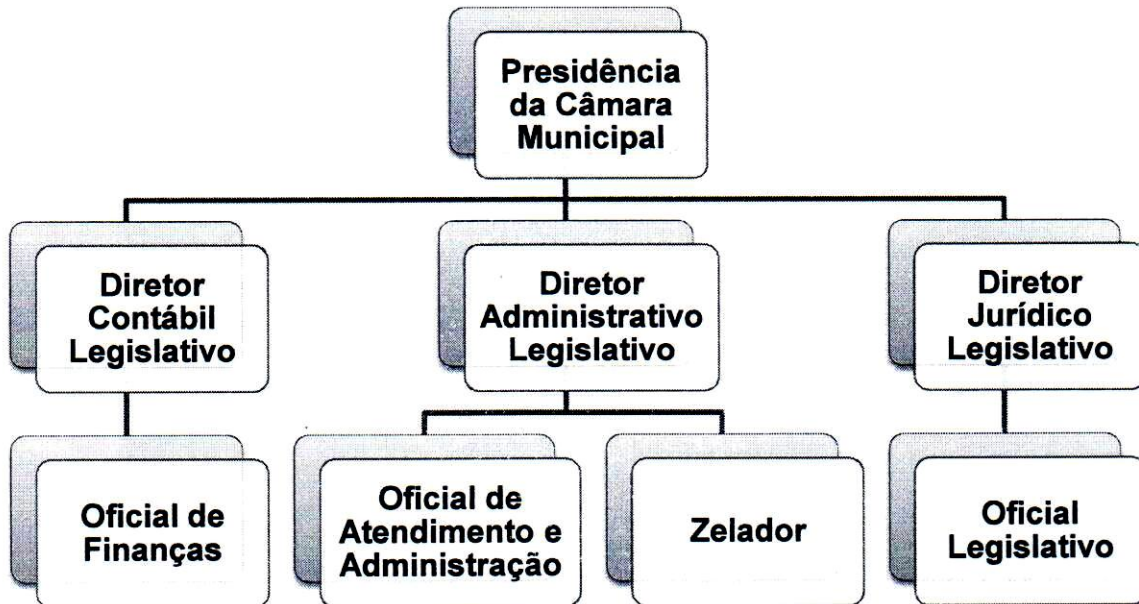 Presidência
da Câmara
Municipal
Diretor
Contábil
Legislativo
Diretor
Administrativo
Legislativo
Diretor
Jurídico
Legislativo
Oficial de
Finanças
Oficial de
Atendimento e
Administração
Zelador
Oficial
Legislativo